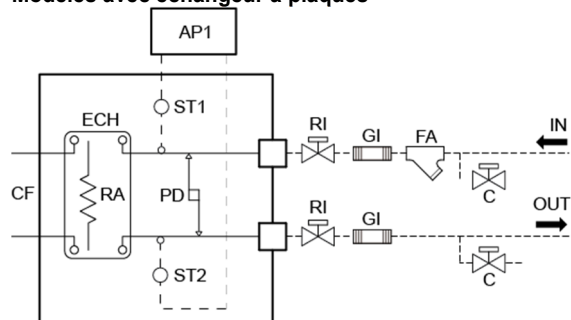 Modèles avec échangeur à plaques
AP1
ST1
ECH
RI
GI
FA
IN
CF
RA
PD
C
RI
GI
OUT
ST2
C